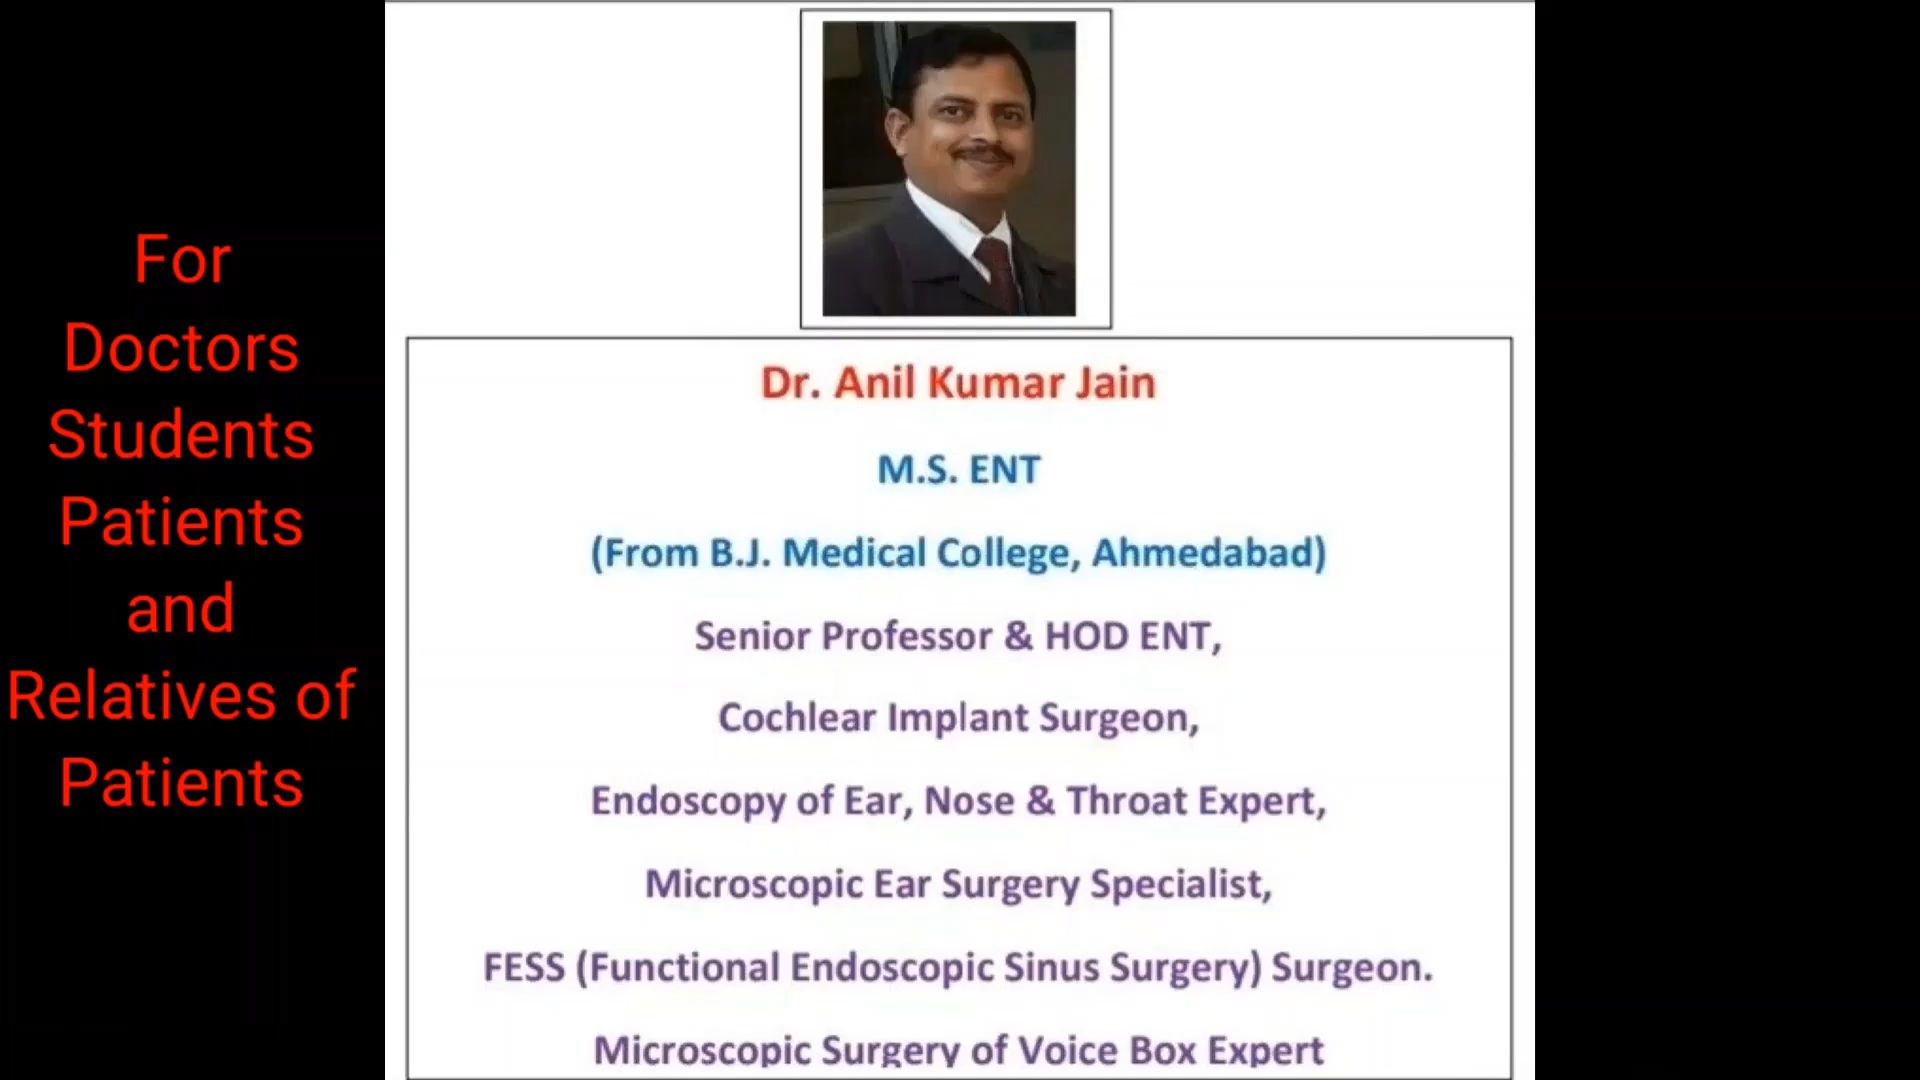 For
Doctors
Students
Patients
and
Relatives of
Patients
Dr. Anil Kumar Jain
M.S. ENT
(From B.J. Medical College, Ahmedabad)
Senior Professor & HOD ENT,
Cochlear Implant Surgeon,
Endoscopy of Ear, Nose & Throat Expert,
Microscopic Ear Surgery Specialist,
FESS (Functional Endoscopic Sinus Surgery) Surgeon.
Microscopic Surgery of Voice Box Expert